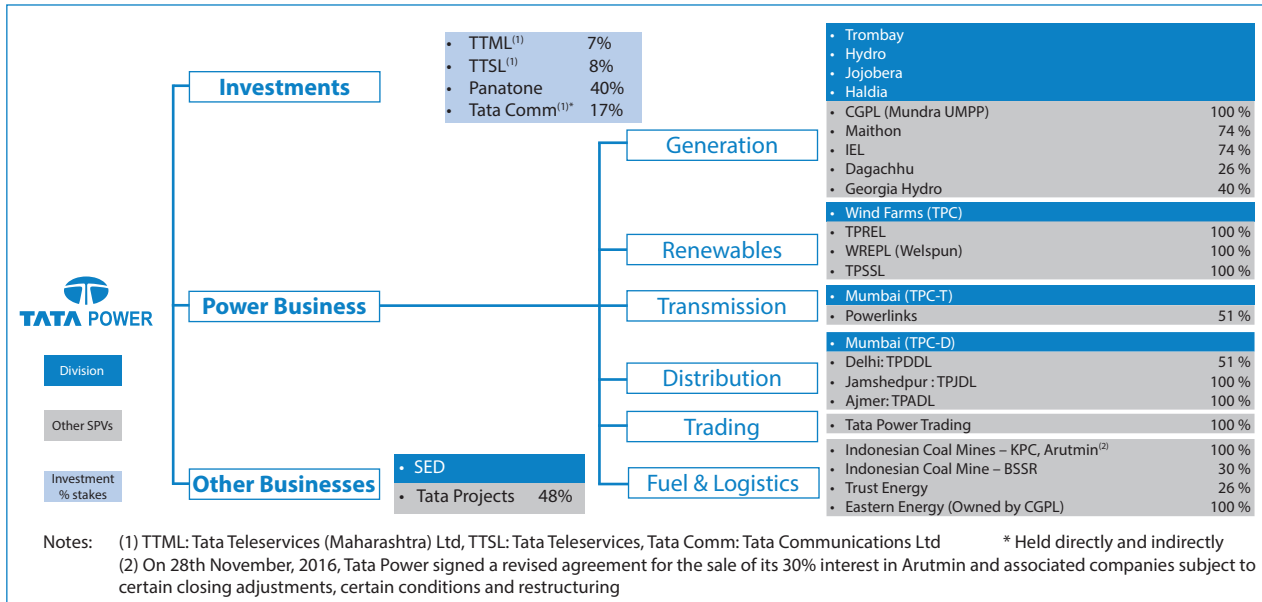 TATA POWER
Division
Other SPVs
Investment
% stakes
Investments
• TTML(1) 7%
• TTSL(1) 8%
• Panatone 40%
• Tata Comm(1)* 17%
Power Business
Generation
• Trombay
• Hydro
• Jojobera
• Haldia
• CGPL (Mundra UMPP) 100 %
• Maithon 74 %
• IEL 74 %
• Dagachhu 26 %
• Georgia Hydro 40 %
Renewables
• Wind Farms (TPC)
• TPREL 100 %
• WREPL (Welspun) 100 %
• TPSSL 100 %
Transmission
• Mumbai (TPC-T)
• Powerlinks 51 %
Distribution
• Mumbai (TPC-D)
• Delhi: TPDDL 51 %
• Jamshedpur : TPJDL 100 %
• Ajmer: TPADL 100 %
Trading
• Tata Power Trading 100 %
Fuel & Logistics
• Indonesian Coal Mines – KPC, Arutmin(2) 100 %
• Indonesian Coal Mine – BSSR 30 %
• Trust Energy 26 %
• Eastern Energy (Owned by CGPL) 100 %
Other Businesses
• SED
• Tata Projects 48%
Notes: (1) TTML: Tata Teleservices (Maharashtra) Ltd, TTSL: Tata Teleservices, Tata Comm: Tata Communications Ltd * Held directly and indirectly
(2) On 28th November, 2016, Tata Power signed a revised agreement for the sale of its 30% interest in Arutmin and associated companies subject to
certain closing adjustments, certain conditions and restructuring